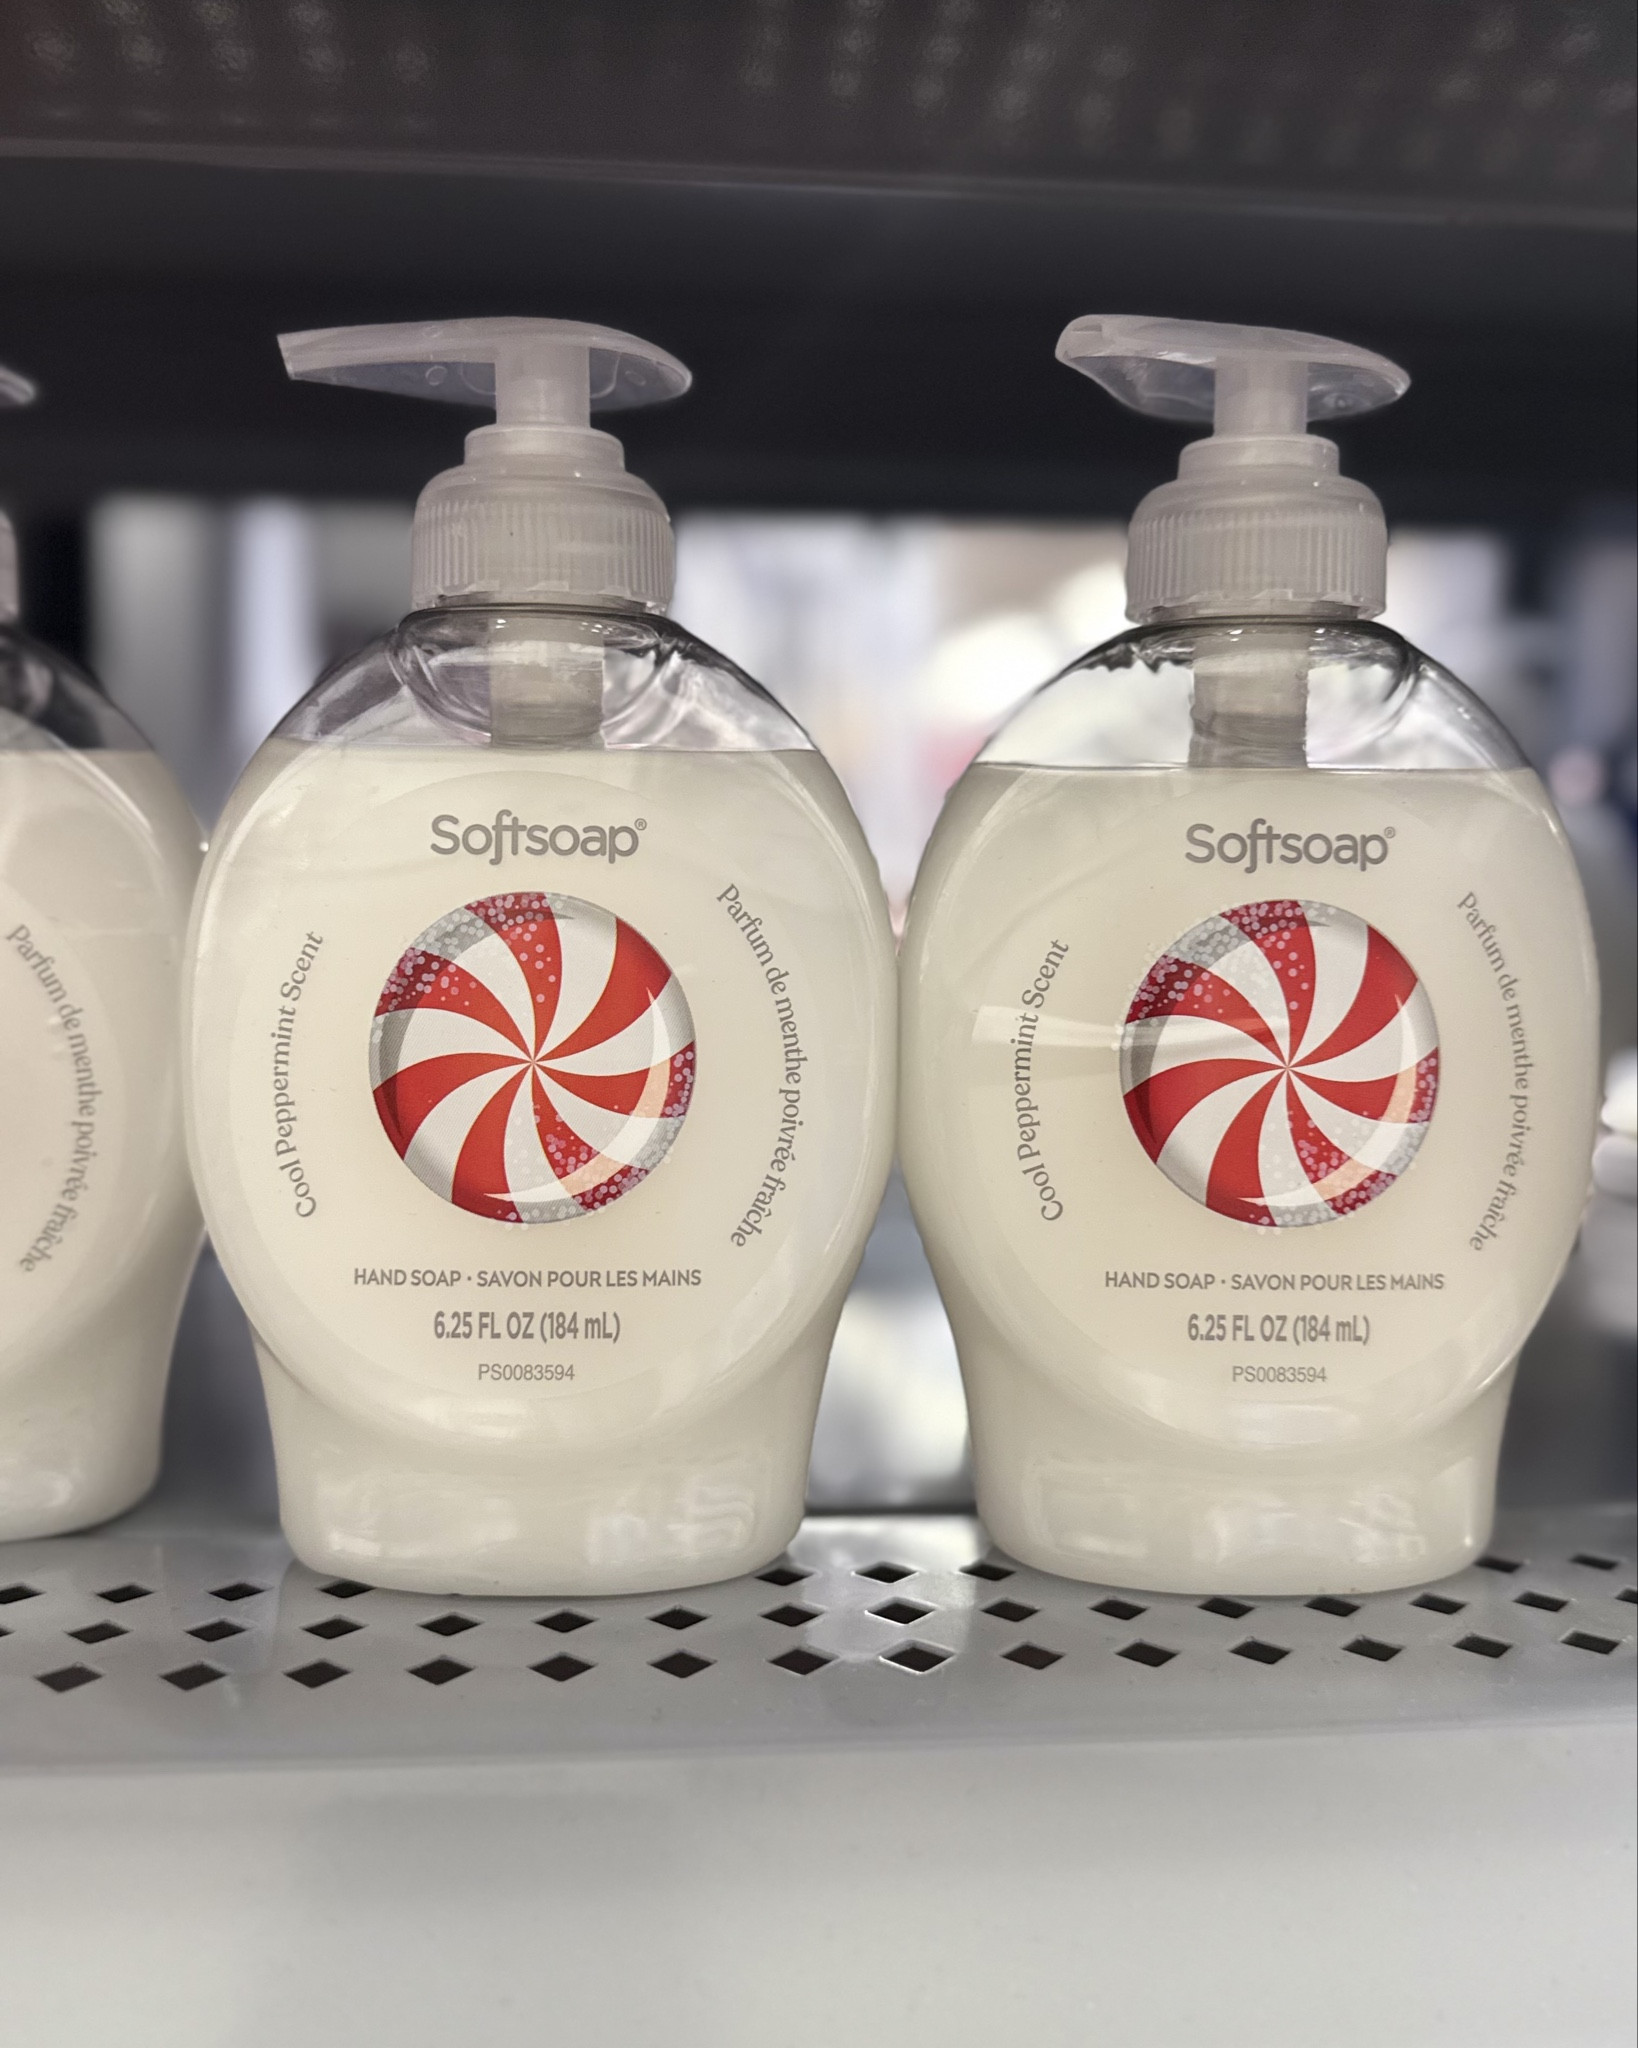 Parfum de menthe poivrée fraîche
Softsoap®
Cool Peppermint Scent
Parfum de menthe poivrée fraîche
HAND SOAP • SAVON POUR LES MAINS
6.25 FL OZ (184 mL)
PS0083594
Softsoap®
Cool Peppermint Scent
Parfum de menthe poivrée fraîche
HAND SOAP • SAVON POUR LES MAINS
6.25 FL OZ (184 mL)
PS0083594